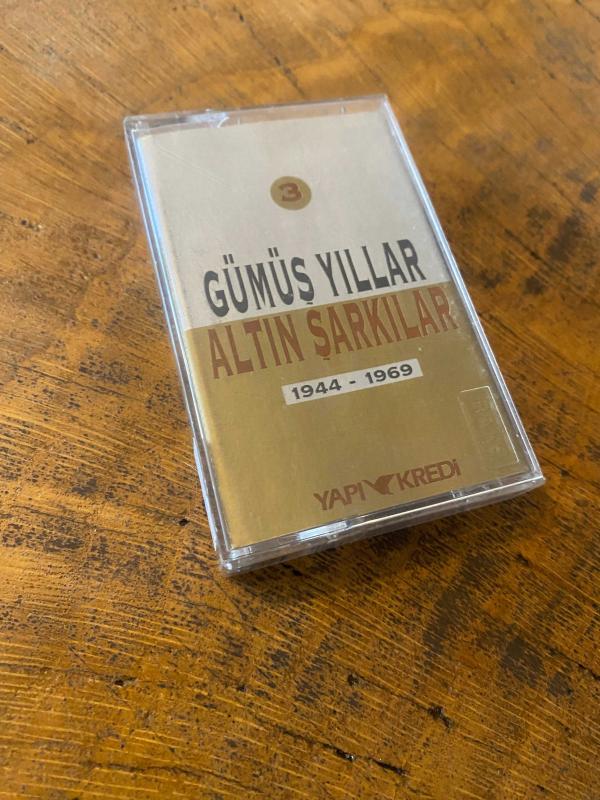 3
GÜMÜŞ YILLAR
ALTIN ŞARKILAR
1944 - 1969
YAPI KREDİ